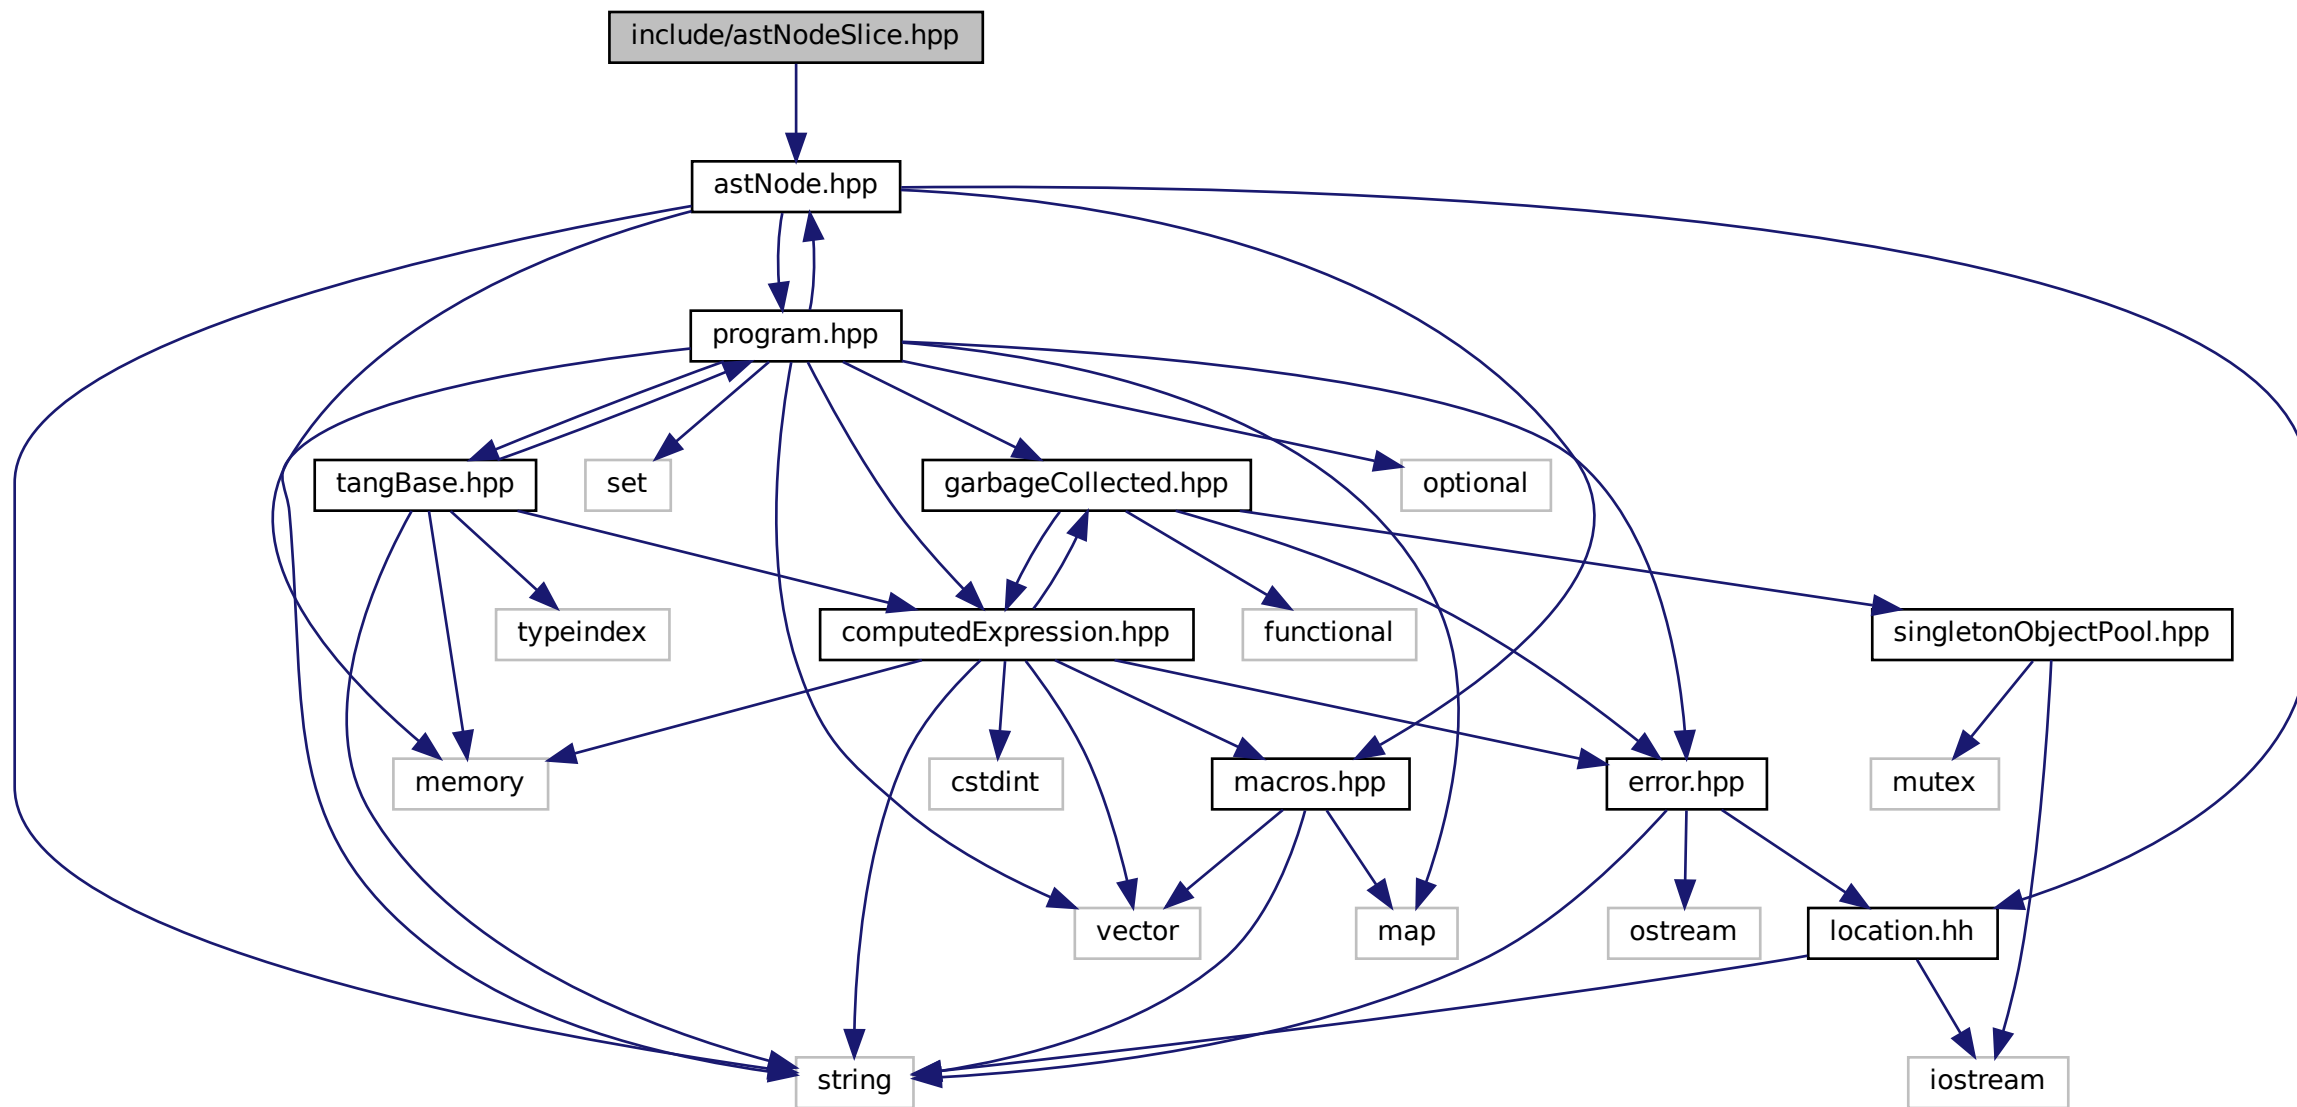 include/astNodeSlice.hpp
astNode.hpp
program.hpp
tangBase.hpp
set
garbageCollected.hpp
optional
typeindex
computedExpression.hpp
functional
singletonObjectPool.hpp
memory
cstdint
macros.hpp
error.hpp
mutex
vector
map
ostream
location.hh
string
iostream